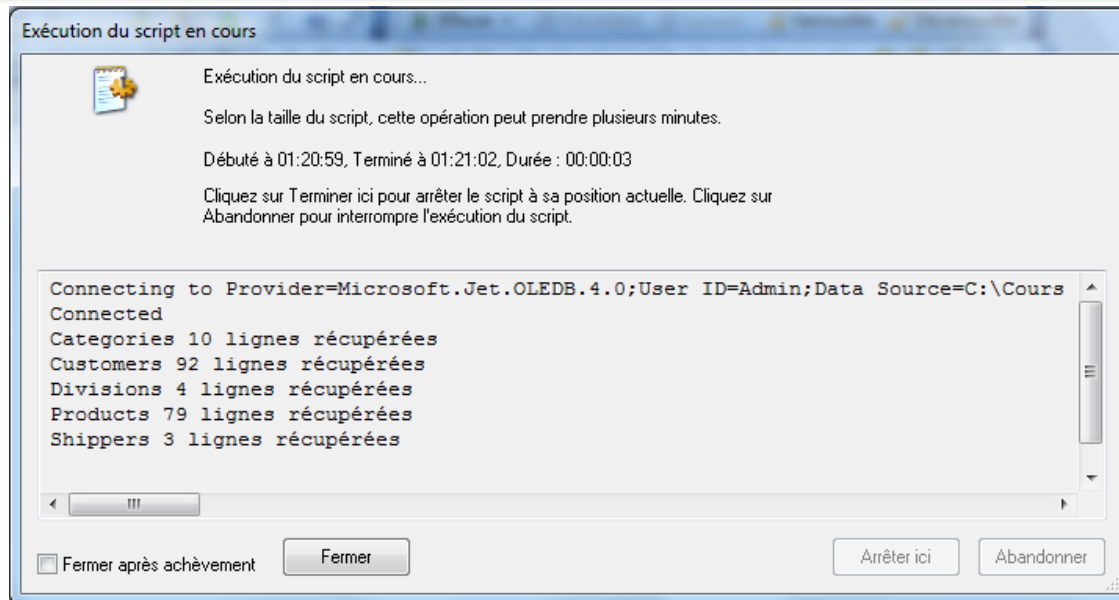 Exécution du script en cours
Exécution du script en cours...
Selon la taille du script, cette opération peut prendre plusieurs minutes.
Débuté à 01:20:59, Terminé à 01:21:02, Durée : 00:00:03
Cliquez sur Terminer ici pour arrêter le script à sa position actuelle. Cliquez sur
Abandonner pour interrompre l'exécution du script.
Connecting to Provider=Microsoft.Jet.OLEDB.4.0;User ID=Admin;Data Source=C:\Cours
Connected
Categories 10 lignes récupérées
Customers 92 lignes récupérées
Divisions 4 lignes récupérées
Products 79 lignes récupérées
Shippers 3 lignes récupérées
Fermer après achèvement
Fermer
Arrêter ici
Abandonner